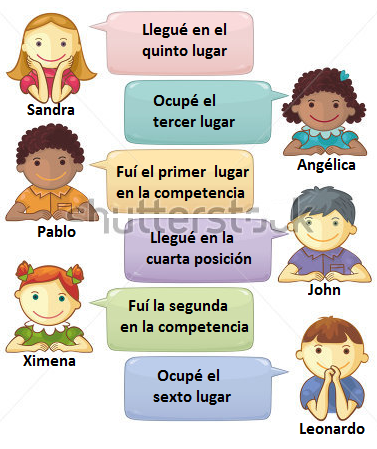 Llegué en el
quinto lugar
Sandra
Ocupé el
tercer lugar
Angélica
Fuí el primer lugar
en la competencia
Pablo
shutterstock
Llegué en la
cuarta posición
John
Fuí la segunda
en la competencia
Ximena
Ocupé el
sexto lugar
Leonardo